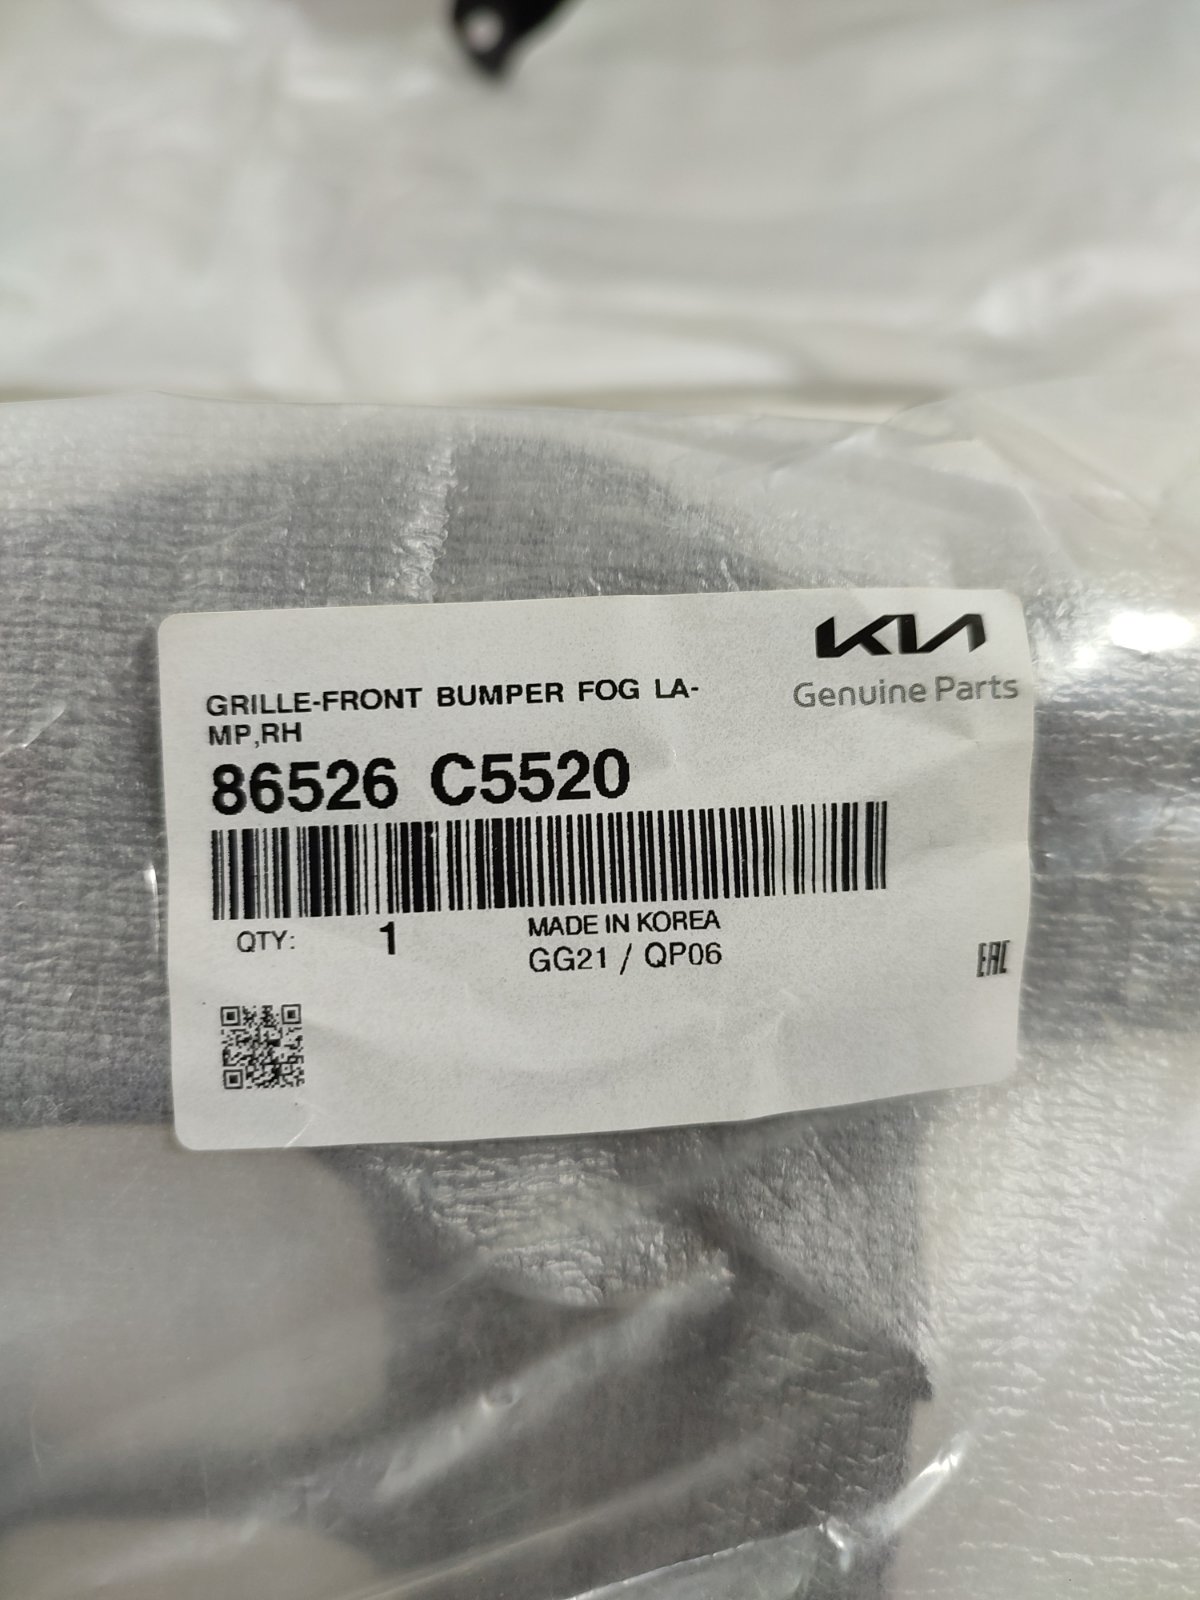 KIA
Genuine Parts
GRILLE-FRONT BUMPER FOG LA-
MP,RH
86526 C5520
QTY: 1
MADE IN KOREA
GG21 / QP06
EAC